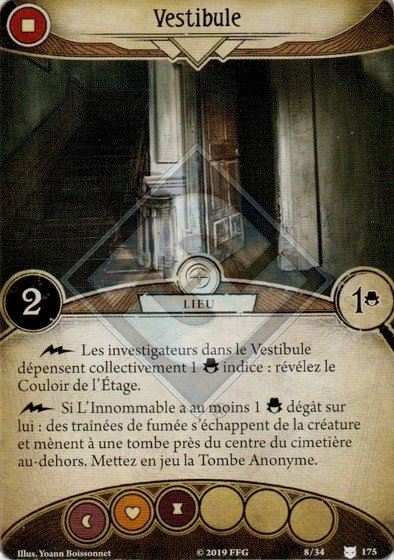 Vestibule
2
LIEU
1
Les investigateurs dans le Vestibule
dépensent collectivement 1 indice : révélez le
Couloir de l'Étage.
Si L'Innommable a au moins 1 dégât sur
lui : des traînées de fumée s'échappent de la créature
et mènent à une tombe près du centre du cimetière
au-dehors. Mettez en jeu la Tombe Anonyme.
Illus. Yoann Boissonnet
© 2019 FFG
8/34
175